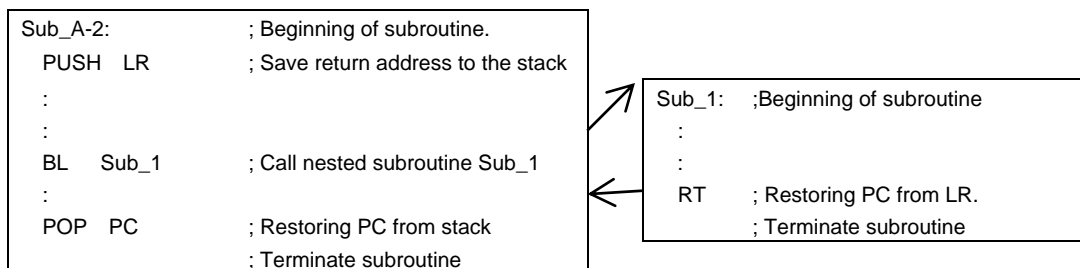 Sub_A-2: ; Beginning of subroutine.
PUSH LR ; Save return address to the stack
:
:
BL Sub_1 ; Call nested subroutine Sub_1
:
POP PC ; Restoring PC from stack
; Terminate subroutine
Sub_1: ;Beginning of subroutine
:
:
RT ; Restoring PC from LR.
; Terminate subroutine